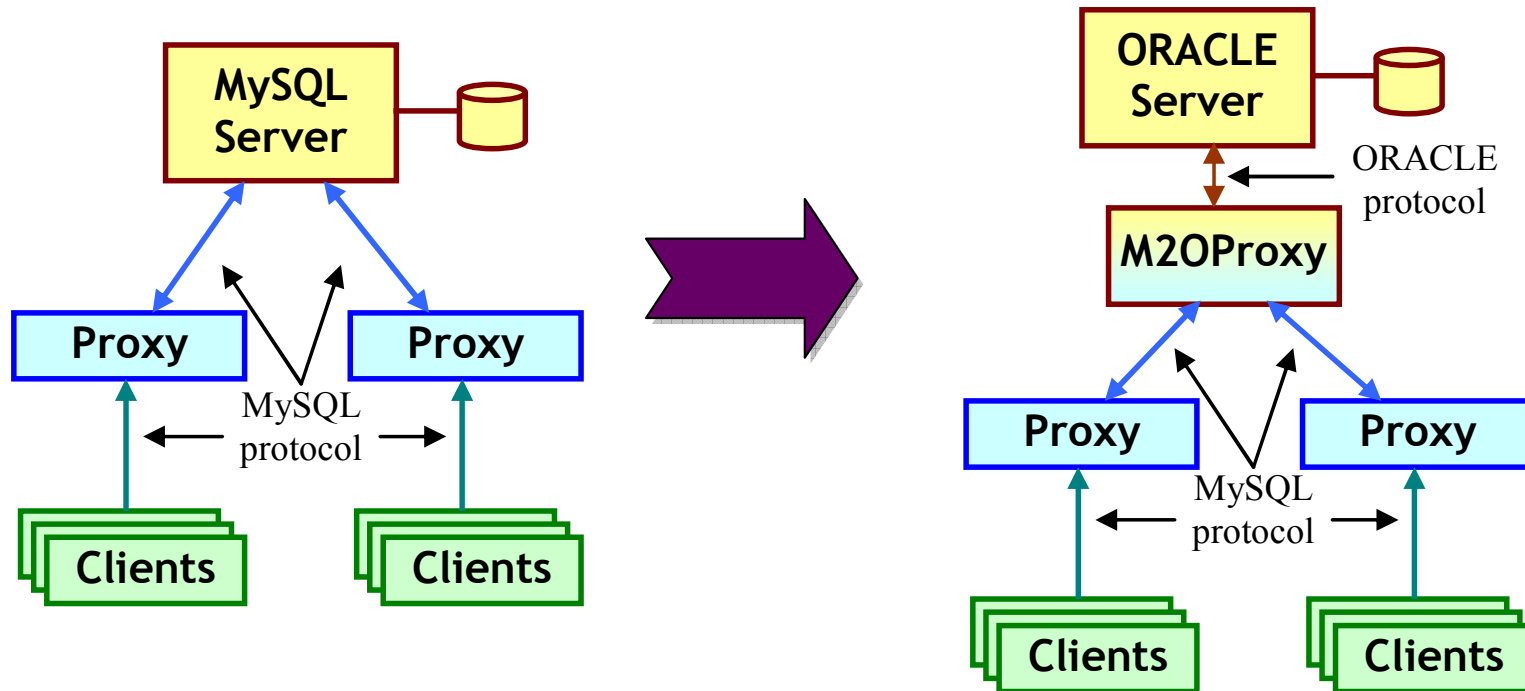 MySQL
Server
Proxy
Proxy
MySQL
protocol
Clients
Clients
ORACLE
Server
ORACLE
protocol
M2OProxy
Proxy
Proxy
MySQL
protocol
Clients
Clients